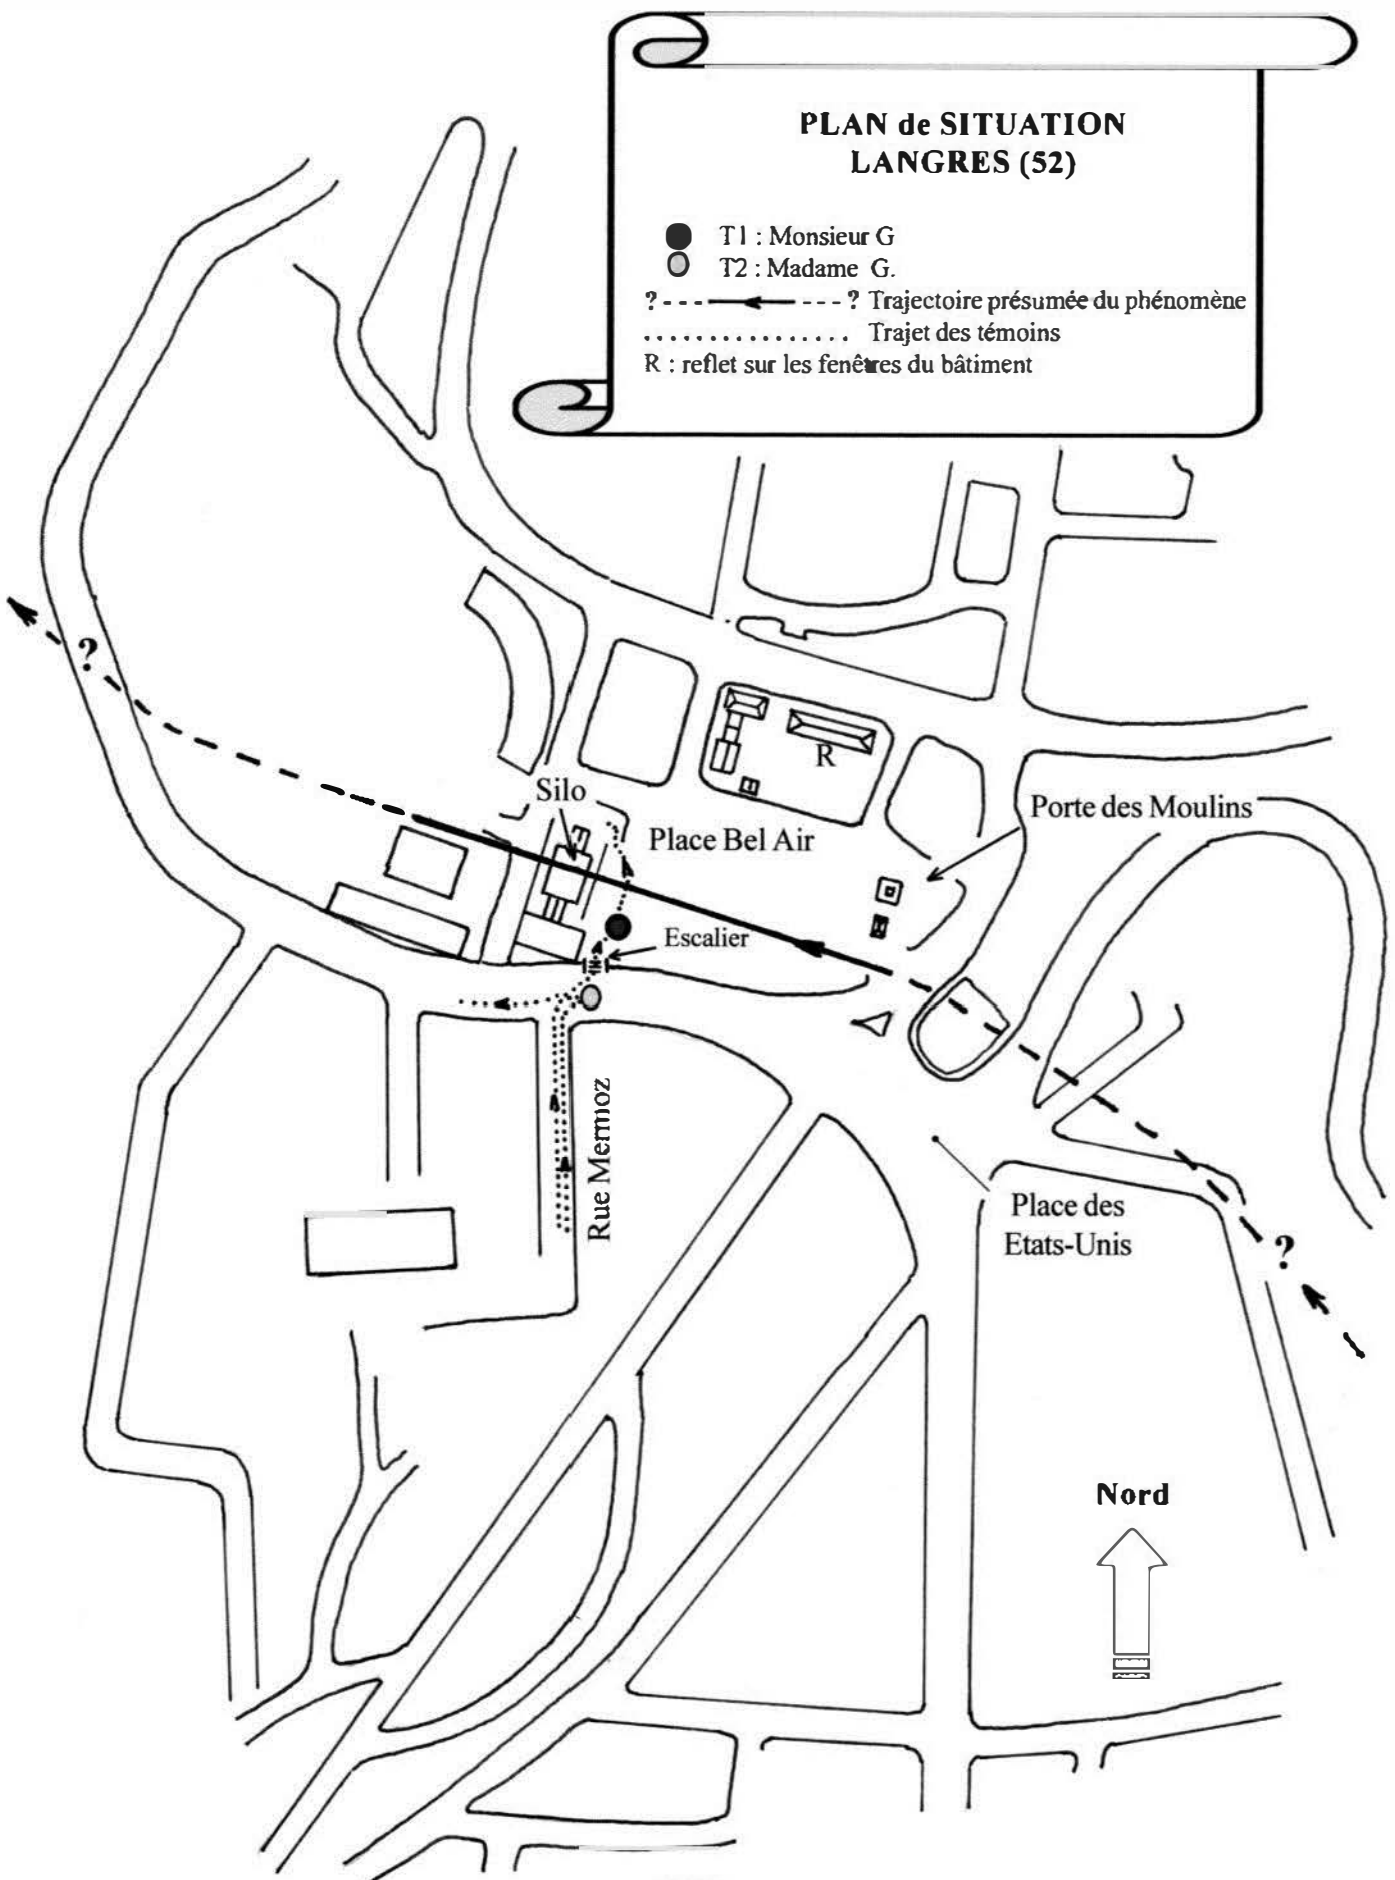 PLAN de SITUATION
LANGRES (52)
T1 : Monsieur G
T2 : Madame G.
?---←---? Trajectoire présumée du phénomène
.................. Trajet des témoins
R : reflet sur les fenêtres du bâtiment
?
R
Silo
Porte des Moulins
Place Bel Air
Escalier
Rue Mermoz
Place des
Etats-Unis
?
Nord